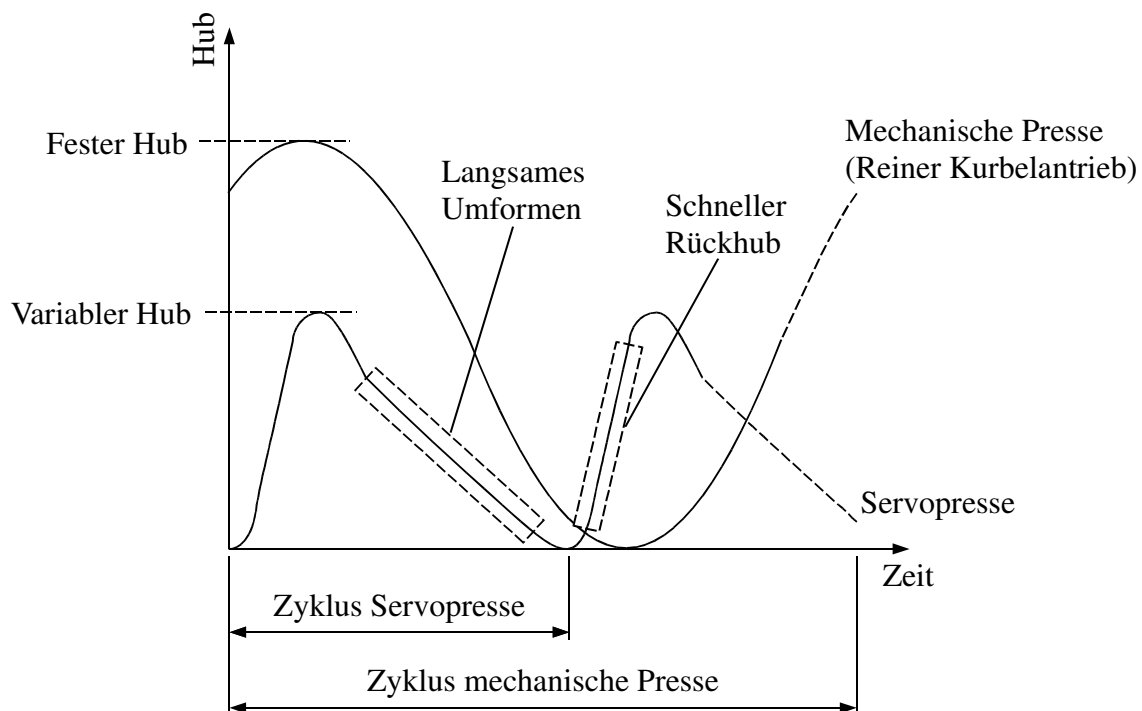 Hub
Fester Hub
Mechanische Presse
(Reiner Kurbelantrieb)
Langsames
Umformen
Schneller
Rückhub
Variabler Hub
Servopresse
Zeit
Zyklus Servopresse
Zyklus mechanische Presse